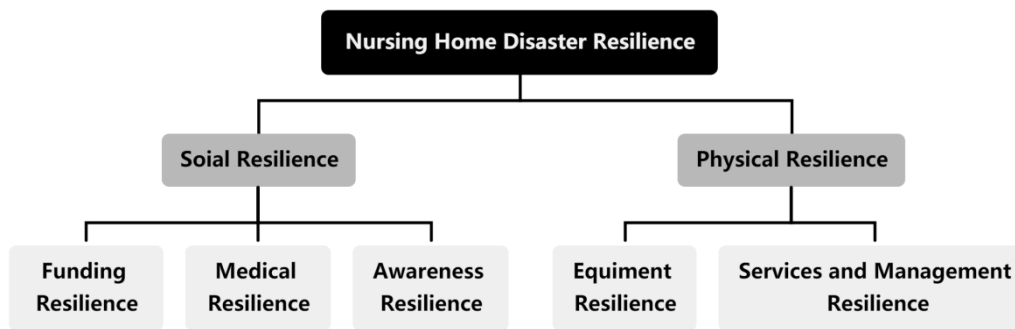 Nursing Home Disaster Resilience
Soial Resilience
Physical Resilience
Funding
Resilience
Medical
Resilience
Awareness
Resilience
Equiment
Resilience
Services and Management
Resilience